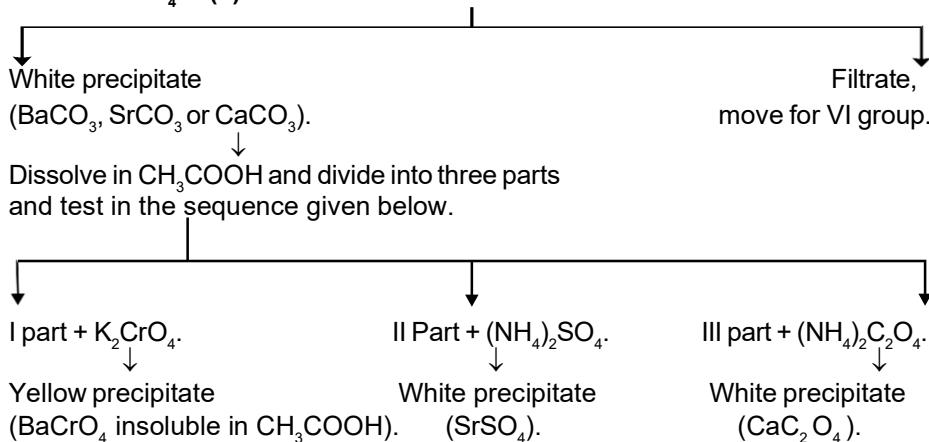 4
White precipitate
(BaCO₃, SrCO₃ or CaCO₃).
Filtrate,
move for VI group.
Dissolve in CH₃COOH and divide into three parts
and test in the sequence given below.
I part + K₂CrO₄.
Yellow precipitate
(BaCrO₄ insoluble in CH₃COOH).
II Part + (NH₄)₂SO₄.
White precipitate
(SrSO₄).
III part + (NH₄)₂C₂O₄.
White precipitate
(CaC₂O₄).